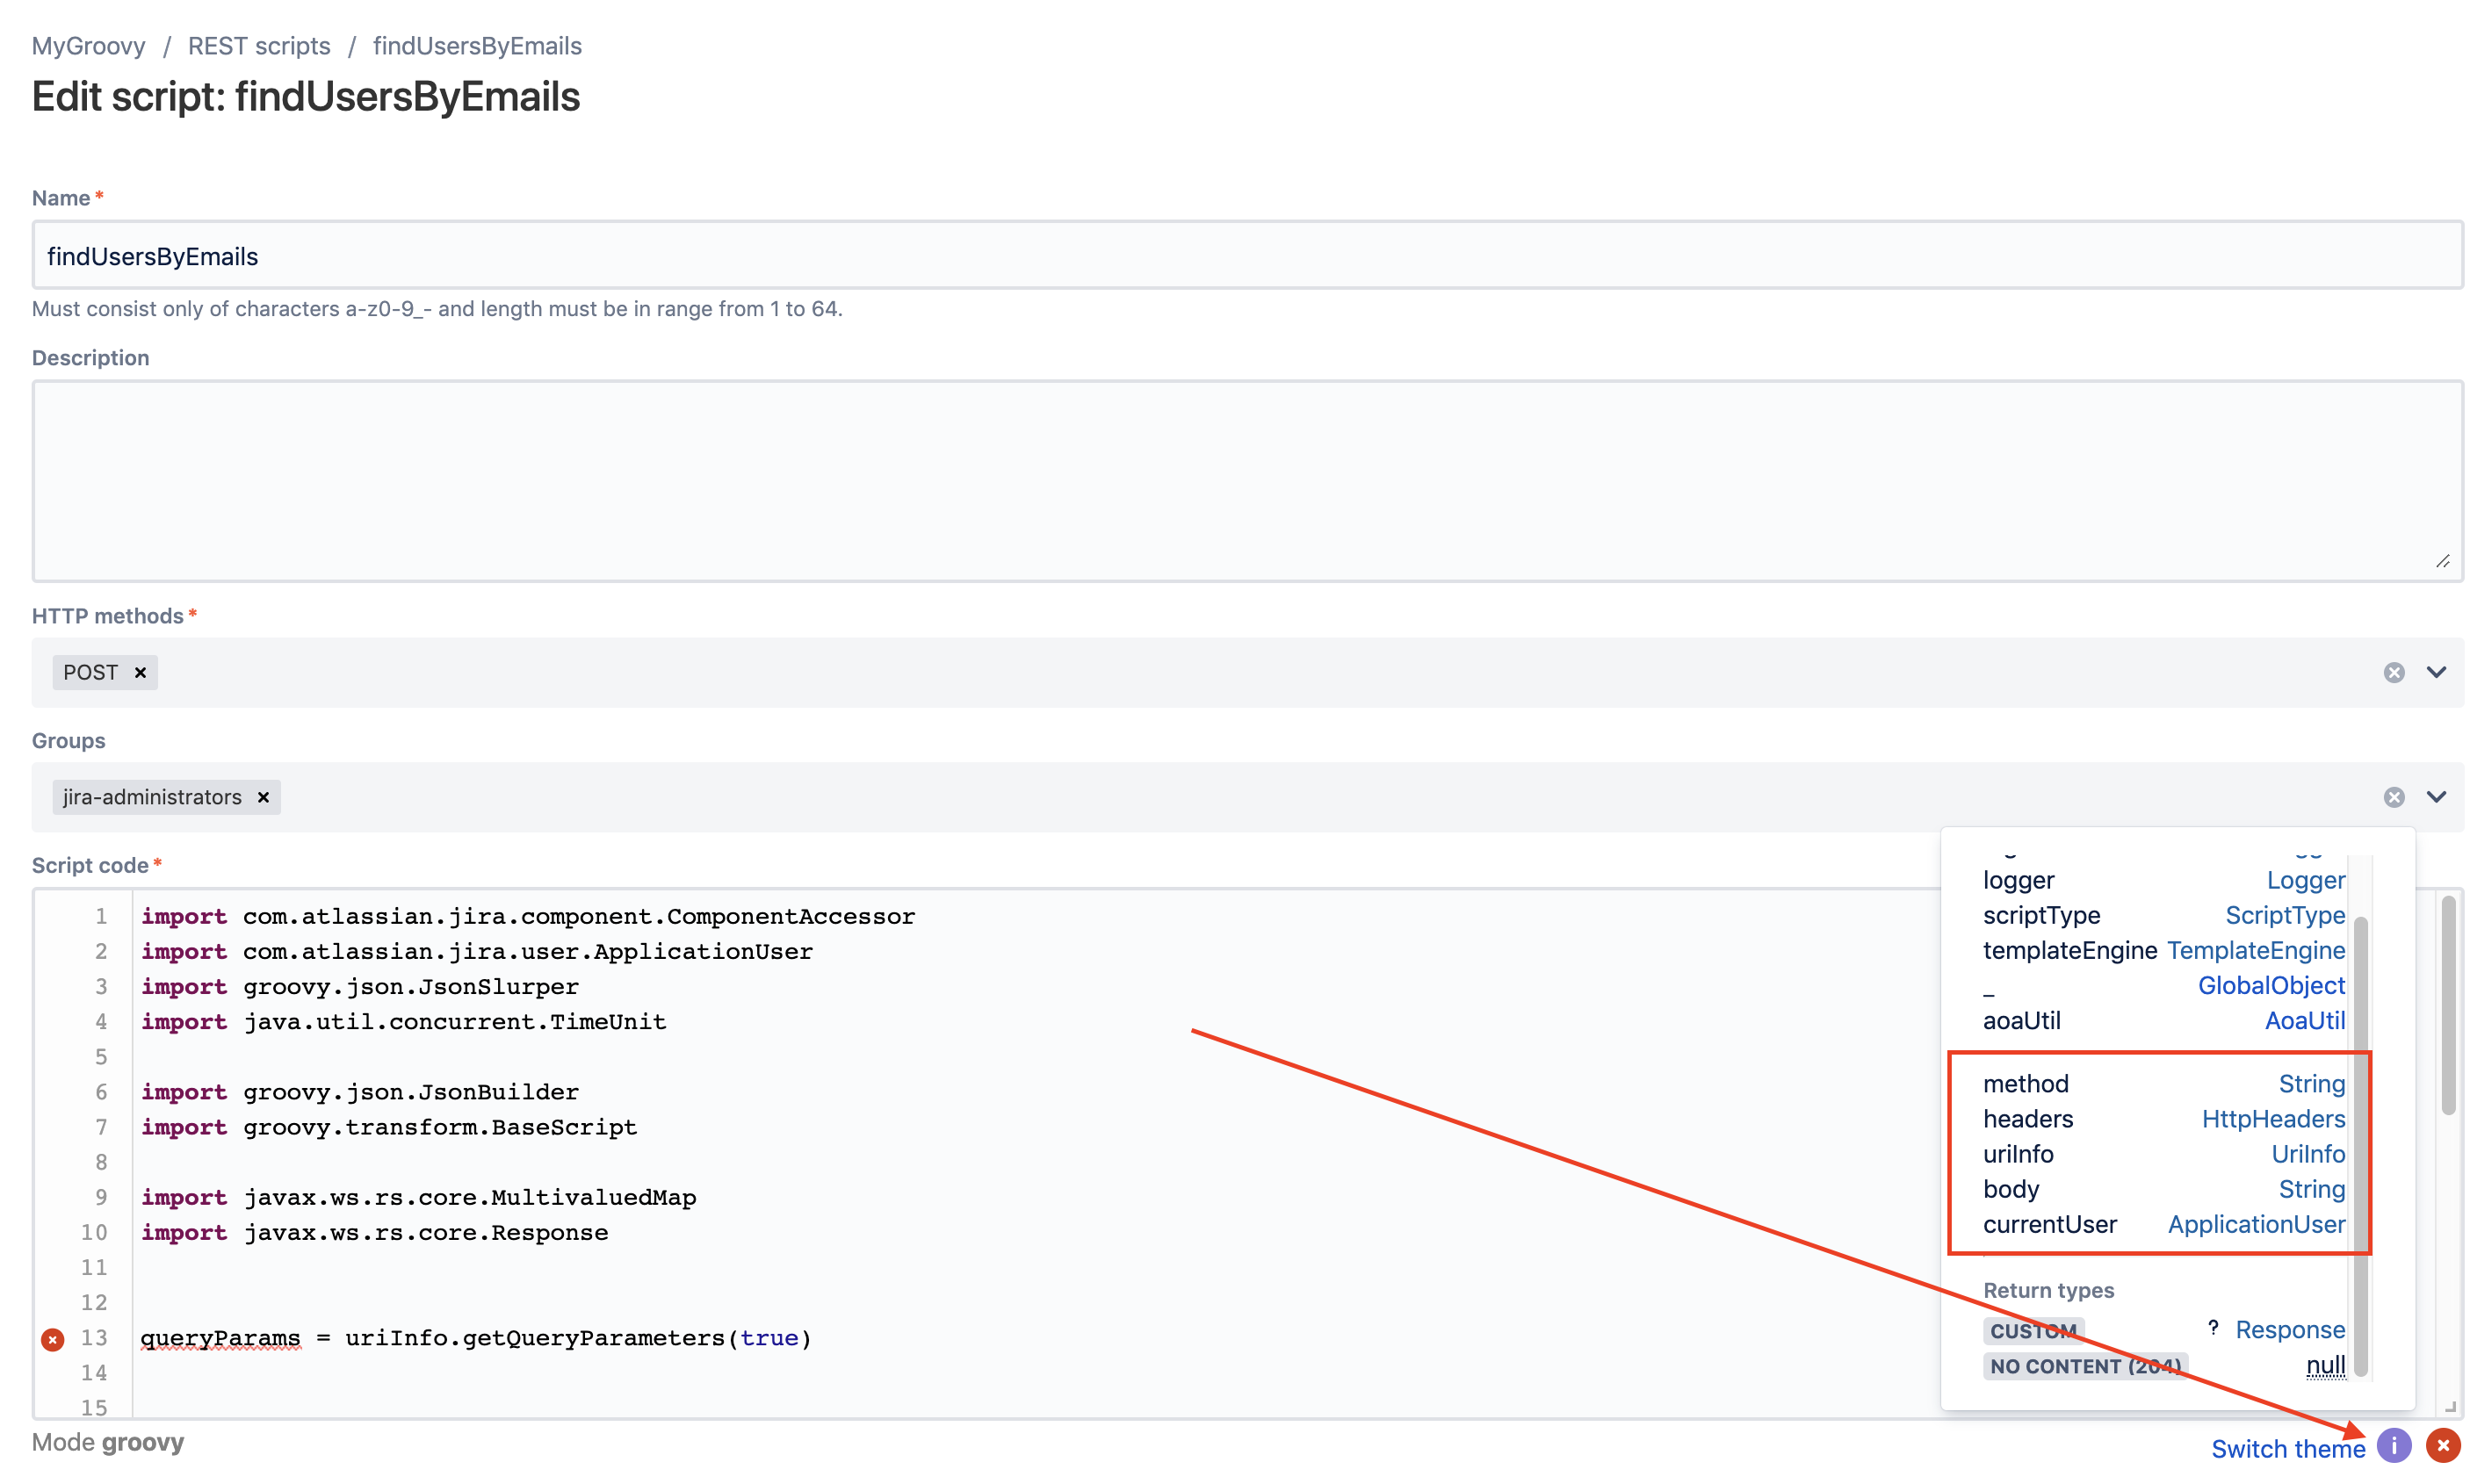 MyGroovy / REST scripts / findUsersByEmails
Edit script: findUsersByEmails
Name *
findUsersByEmails
Must consist only of characters a-z0-9_- and length must be in range from 1 to 64.
Description
HTTP methods *
POST ×
Groups
jira-administrators ×
Script code *
1 import com.atlassian.jira.component.ComponentAccessor
2 import com.atlassian.jira.user.ApplicationUser
3 import groovy.json.JsonSlurper
4 import java.util.concurrent.TimeUnit
5
6 import groovy.json.JsonBuilder
7 import groovy.transform.BaseScript
8
9 import javax.ws.rs.core.MultivaluedMap
10 import javax.ws.rs.core.Response
11
12
13 queryParams = uriInfo.getQueryParameters(true)
14
15
logger Logger
scriptType ScriptType
templateEngine TemplateEngine
_ GlobalObject
aoaUtil AoaUtil
method String
headers HttpHeaders
uriInfo UriInfo
body String
currentUser ApplicationUser
Return types
CUSTOM ? Response
NO CONTENT (204) null
Mode groovy
Switch theme i